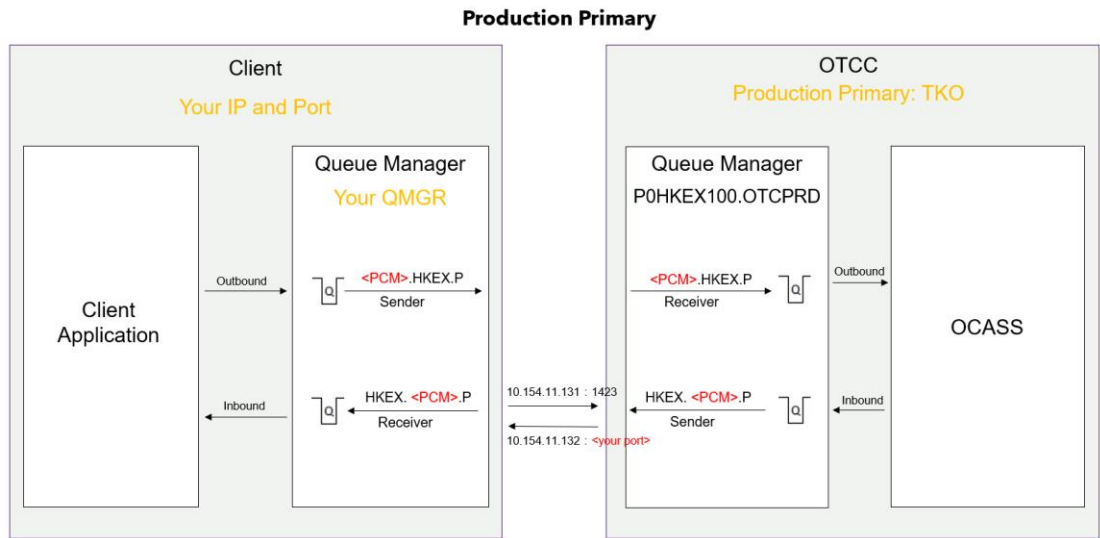 Production Primary
Client
Your IP and Port
Client
Application
Outbound
Inbound
Queue Manager
Your QMGR
Q
<PCM>.HKEX.P
Sender
Q
HKEX. <PCM>.P
Receiver
10.154.11.131 : 1423
10.154.11.132 : <your port>
OTCC
Production Primary: TKO
Queue Manager
P0HKEX100.OTCPRD
<PCM>.HKEX.P
Receiver
Q
HKEX. <PCM>.P
Sender
Q
Outbound
Inbound
OCASS